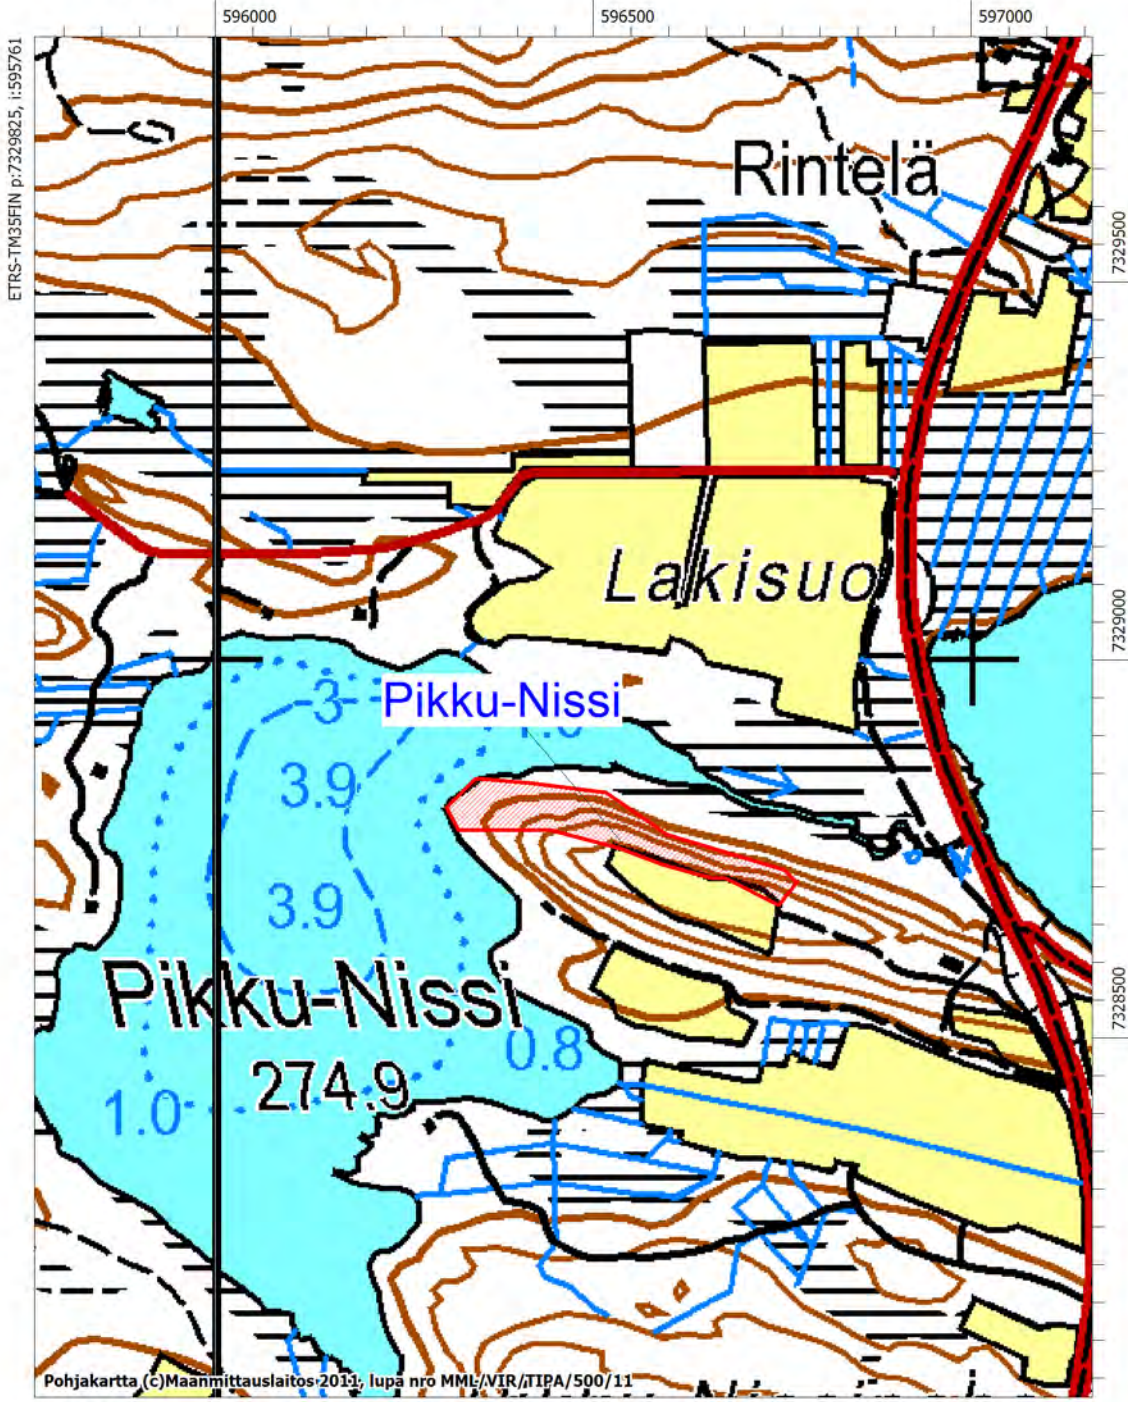 596000 596500 597000
ETRS-TM35FIN p:7329825, i:595761
Rintelä
7329500
Lakisuo
7329000
3
Pikku-Nissi
3.9
3.9
Pikku-Nissi
7328500
0.8
274.9
1.0
Pohjakartta (c)Maanmittauslaitos 2011, lupa nro MML/VIR/TIPA/500/11